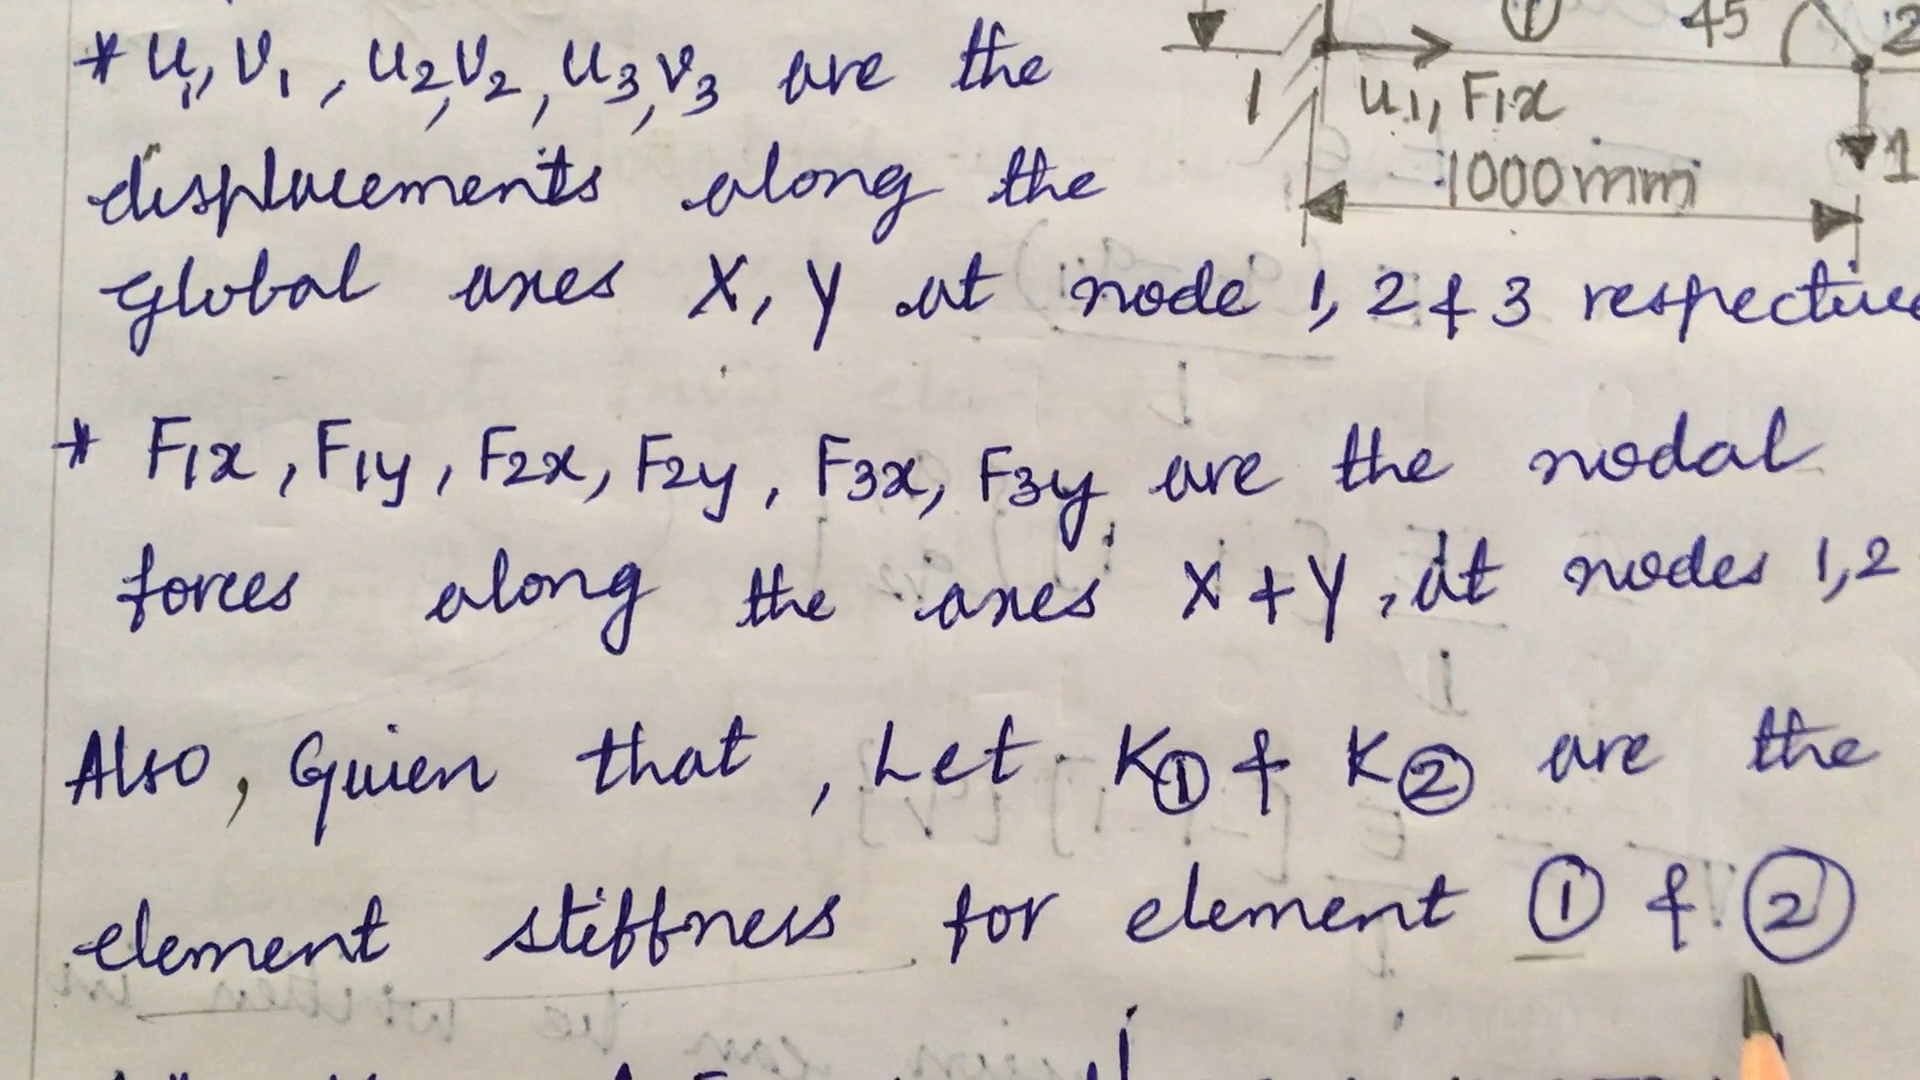 * u1, v1, u2, v2, u3, v3 are the
displacements along the
global axes X, Y at node 1, 2 & 3
* F1x, F1y, F2x, F2y, F3x, F3y are the nodal
forces along the axes X & Y, at nodes 1, 2
Also, Given that, Let K① & K② are the
element stiffness for element ① & ②
① 45 2
1 u1, F1x
1000mm